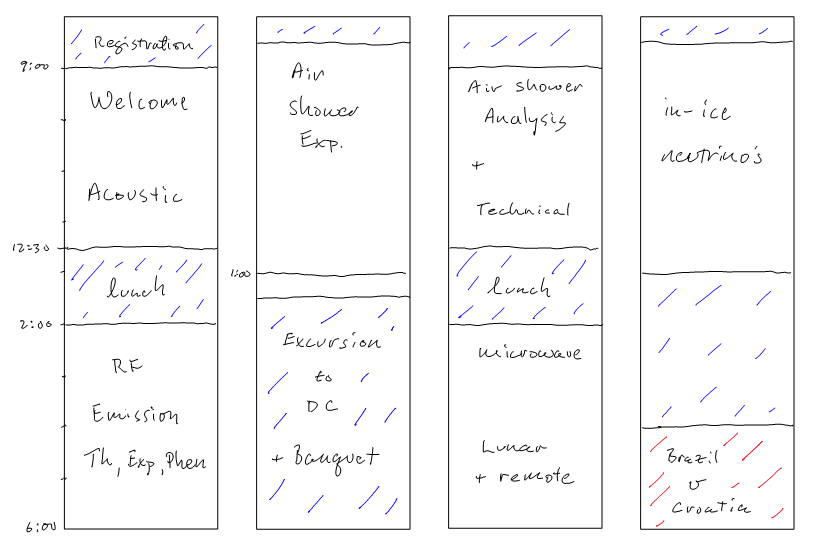 Registration
9:00
Welcome
Acoustic
12:30
lunch
2:00
RF
Emission
Th, Exp, Phen
6:00
Air
shower
Exp.
1:00
Excursion
to
DC
+ Banquet
Air shower
Analysis
+
Technical
lunch
microwave
Lunar
+ remote
in-ice
neutrino's
Brazil
v
Croatia